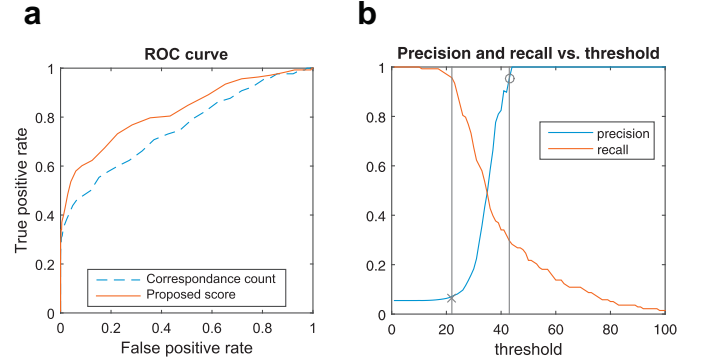 a
ROC curve
1
0.8
0.6
0.4
0.2
0
True positive rate
Correspondance count
Proposed score
0
0.2
0.4
0.6
0.8
1
False positive rate
b
Precision and recall vs. threshold
1
0.8
0.6
0.4
0.2
0
precision
recall
0
20
40
60
80
100
threshold